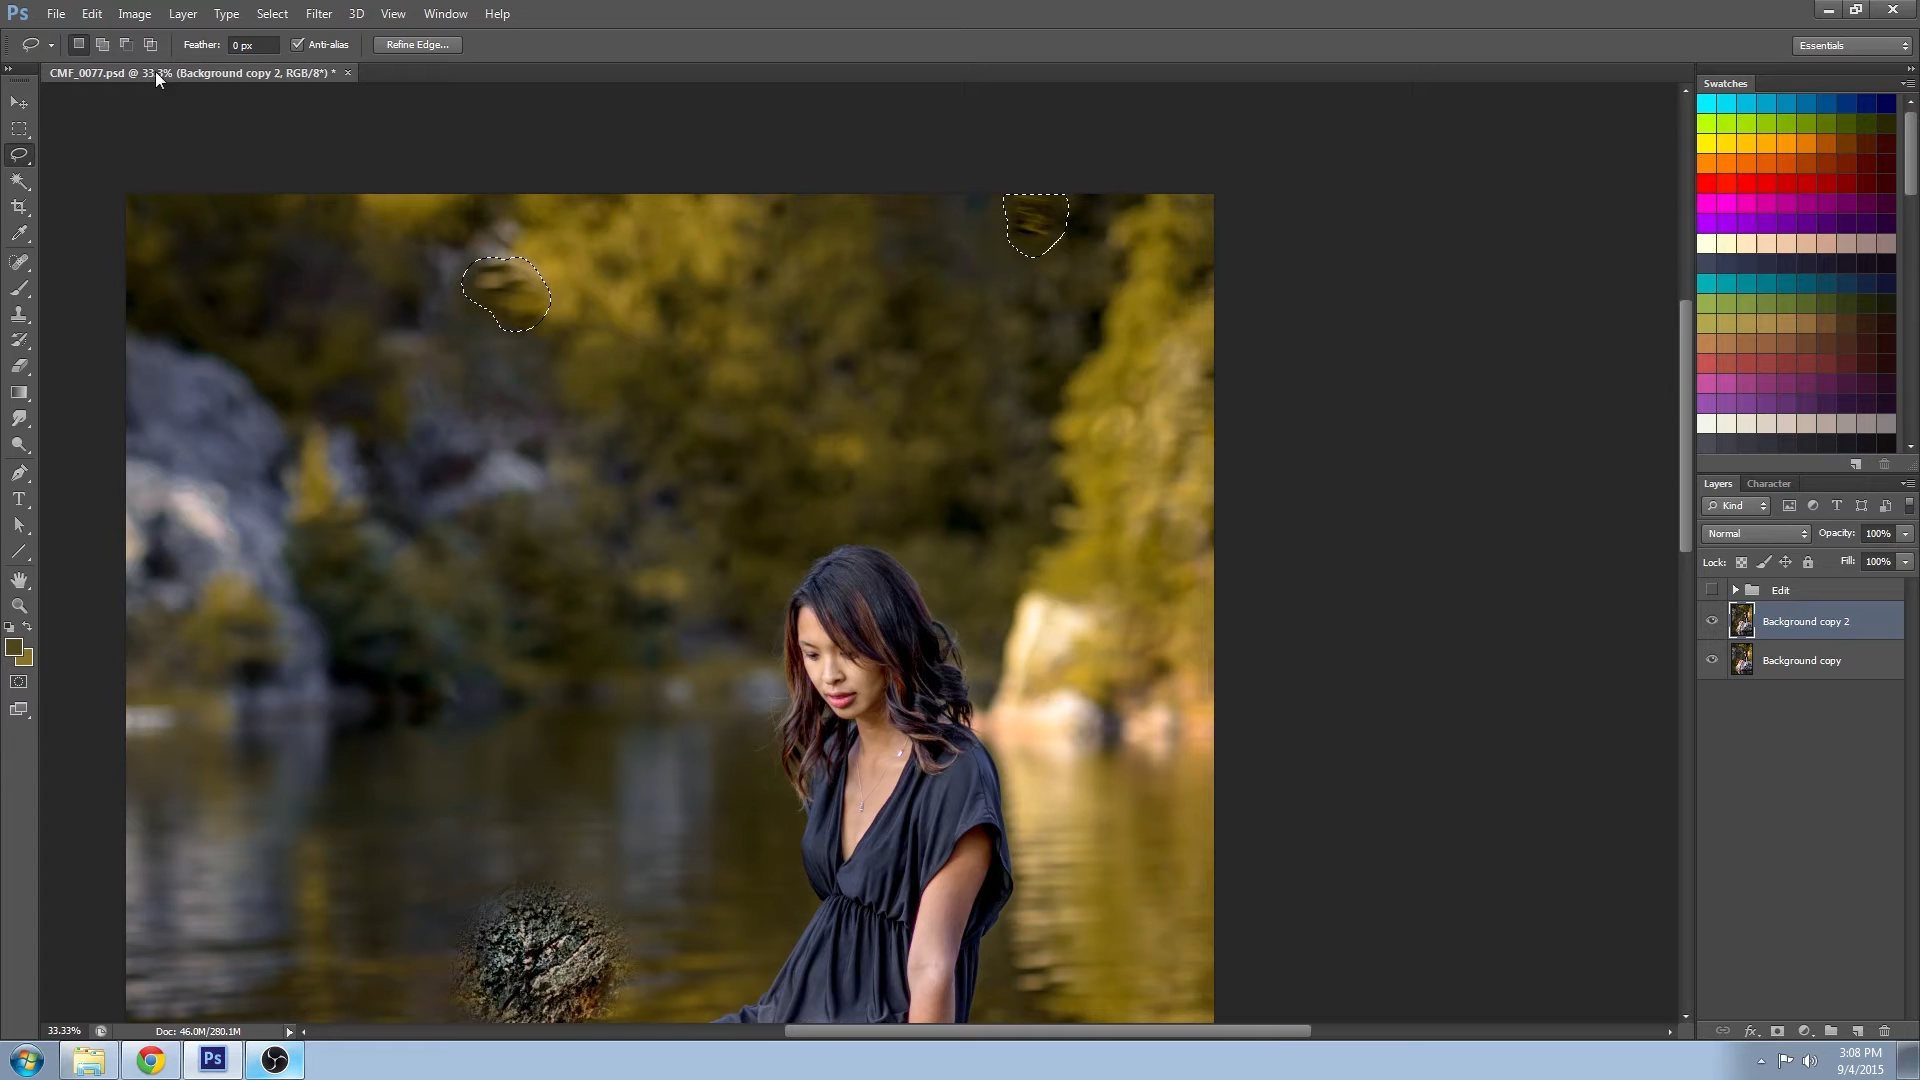 Ps File Edit Image Layer Type Select Filter 3D View Window Help
Feather: 0 px Anti-alias Refine Edge... Essentials
CMF_0077.psd @ 33.3% (Background copy 2, RGB/8*) * ×
Swatches
Layers Character
Kind
Normal Opacity: 100%
Lock: Fill: 100%
Edit
Background copy 2
Background copy
33.33% Doc: 46.0M/280.1M
Ps
3:08 PM
9/4/2015